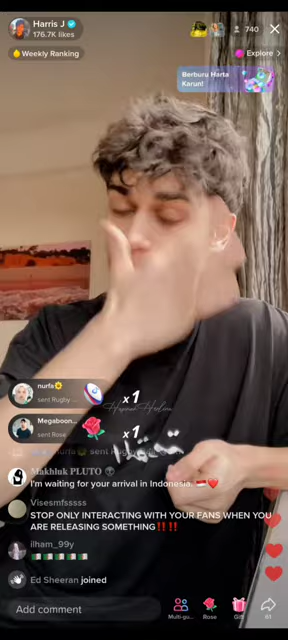 Harris J
176.7K likes
740
Weekly Ranking
Explore >
Berburu Harta
Karun!
nurfa
sent Rugby
x1
Megaboon...
sent Rose
x1
sent Rugby
Makhluk PLUTO
I'm waiting for your arrival in Indonesia.
Visesmfsssss
STOP ONLY INTERACTING WITH YOUR FANS WHEN YOU
ARE RELEASING SOMETHING‼️‼️
ilham_99y
Ed Sheeran joined
Add comment
Multi-gu...
Rose
Gift
61